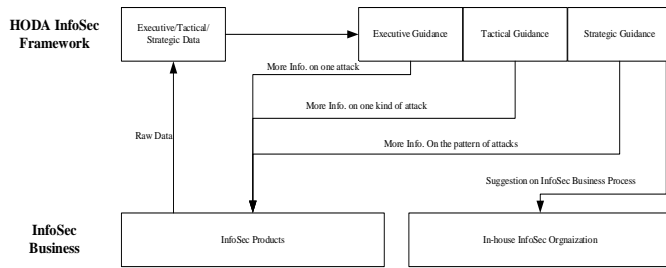 HODA InfoSec
Framework
Executive/Tactical/
Strategic Data
Executive Guidance
Tactical Guidance
Strategic Guidance
More Info. on one attack
More Info. on one kind of attack
Raw Data
More Info. On the pattern of attacks
Suggestion on InfoSec Business Process
InfoSec
Business
InfoSec Products
In-house InfoSec Orgnaization